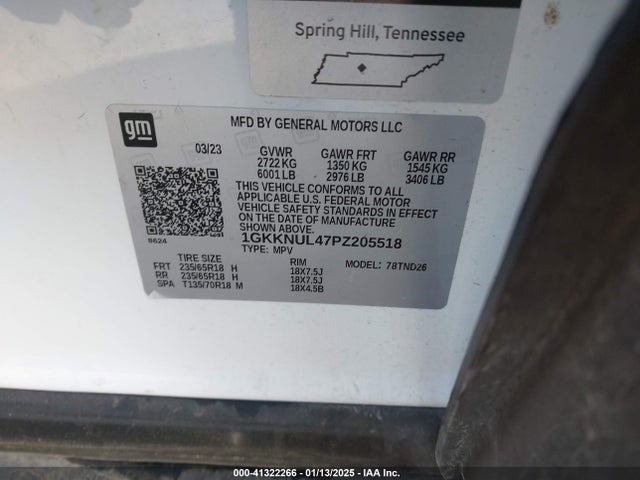 Spring Hill, Tennessee
gm
MFD BY GENERAL MOTORS LLC
03/23 GVWR GAWR FRT GAWR RR
2722 KG 1350 KG 1545 KG
6001 LB 2976 LB 3406 LB
THIS VEHICLE CONFORMS TO ALL
APPLICABLE U.S. FEDERAL MOTOR
VEHICLE SAFETY STANDARDS IN EFFECT
ON THE DATE OF MANUFACTURE
SHOWN ABOVE.
1GKKNUL47PZ205518
8624 TYPE: MPV
TIRE SIZE RIM MODEL: 78TND26
FRT 235/65R18 H 18X7.5J
RR 235/65R18 H 18X7.5J
SPA T135/70R18 M 18X4.5B
000-41322266 - 01/13/2025 - IAA Inc.